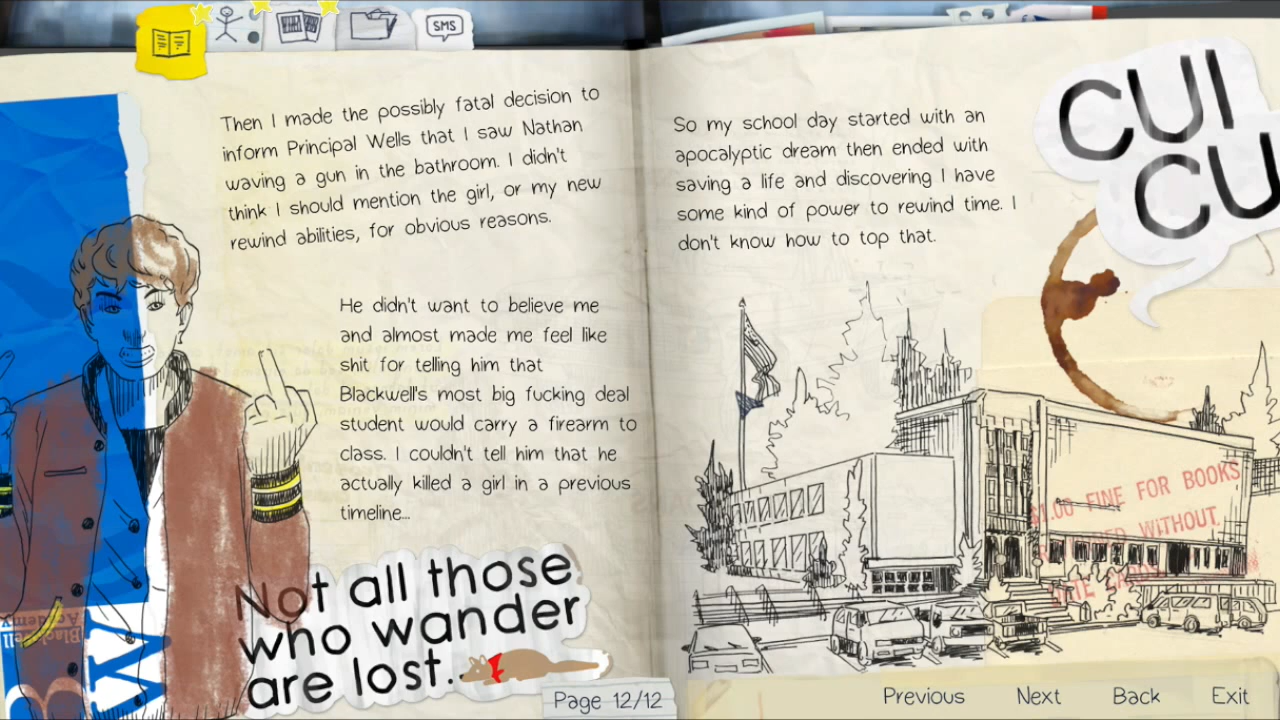 SMS
Then I made the possibly fatal decision to
inform Principal Wells that I saw Nathan
waving a gun in the bathroom. I didn't
think I should mention the girl, or my new
rewind abilities, for obvious reasons.
He didn't want to believe me
and almost made me feel like
shit for telling him that
Blackwell's most big fucking deal
student would carry a firearm to
class. I couldn't tell him that he
actually killed a girl in a previous
timeline...
Not all those
who wander
are lost.
Blackwell
Academy
Page 12/12
So my school day started with an
apocalyptic dream then ended with
saving a life and discovering I have
some kind of power to rewind time. I
don't know how to top that.
CUI
CU
$1.00 FINE FOR BOOKS
WITHOUT
Previous
Next
Back
Exit